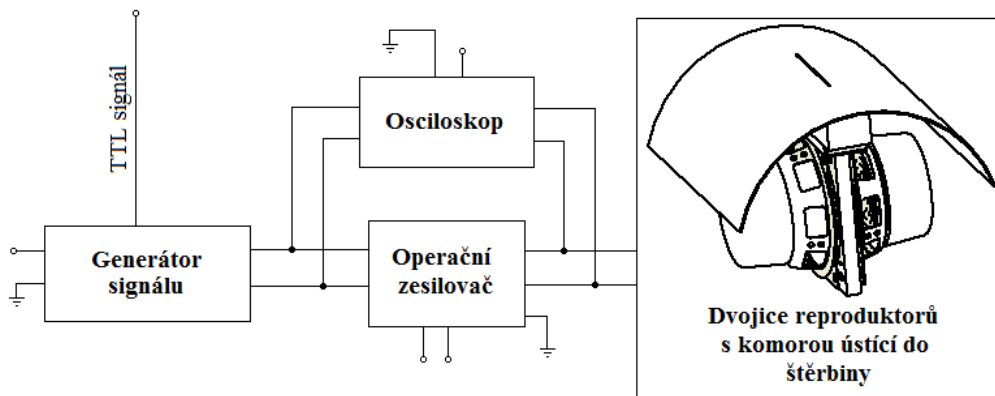 TTL signál
Osciloskop
Generátor
signálu
Operační
zesilovač
Dvojice reproduktorů
s komorou ústící do
štěrbiny